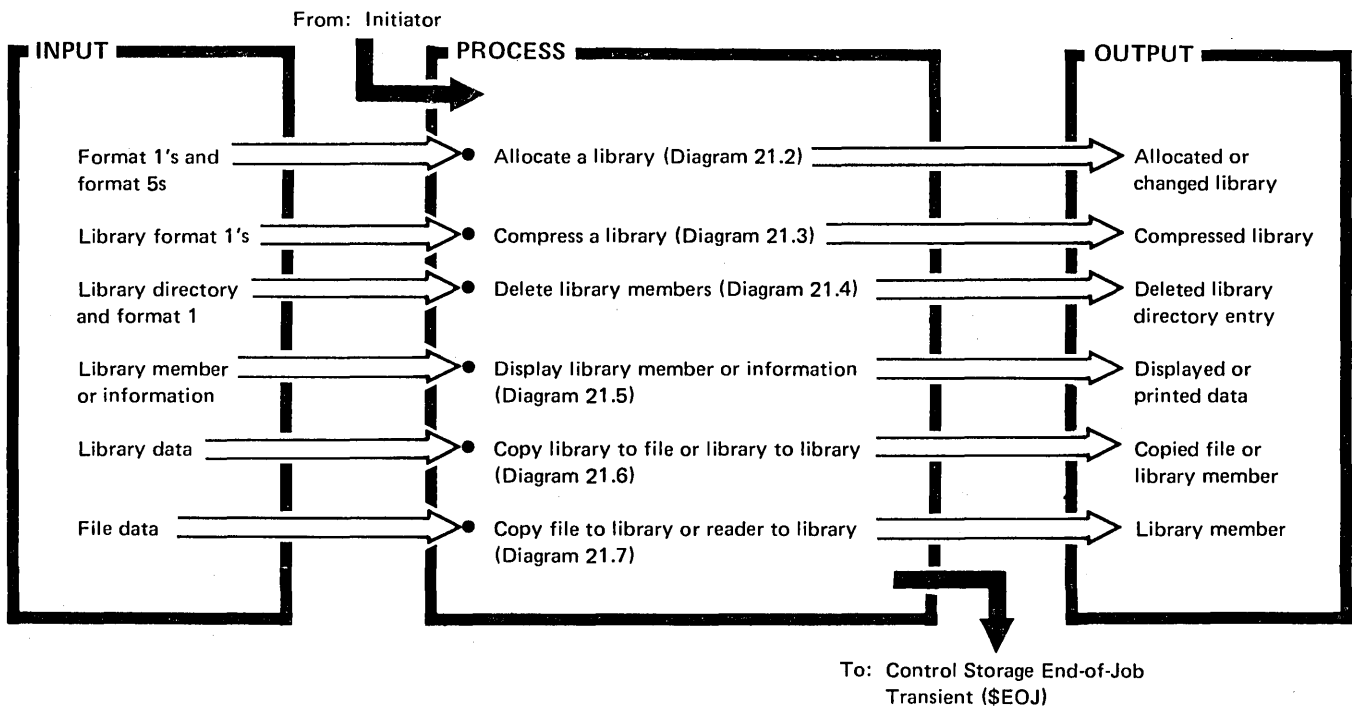 From: Initiator
INPUT
PROCESS
OUTPUT
Format 1's and
format 5s
Allocate a library (Diagram 21.2)
Allocated or
changed library
Library format 1's
Compress a library (Diagram 21.3)
Compressed library
Library directory
and format 1
Delete library members (Diagram 21.4)
Deleted library
directory entry
Library member
or information
Display library member or information
(Diagram 21.5)
Displayed or
printed data
Library data
Copy library to file or library to library
(Diagram 21.6)
Copied file or
library member
File data
Copy file to library or reader to library
(Diagram 21.7)
Library member
To: Control Storage End-of-Job
Transient ($EOJ)